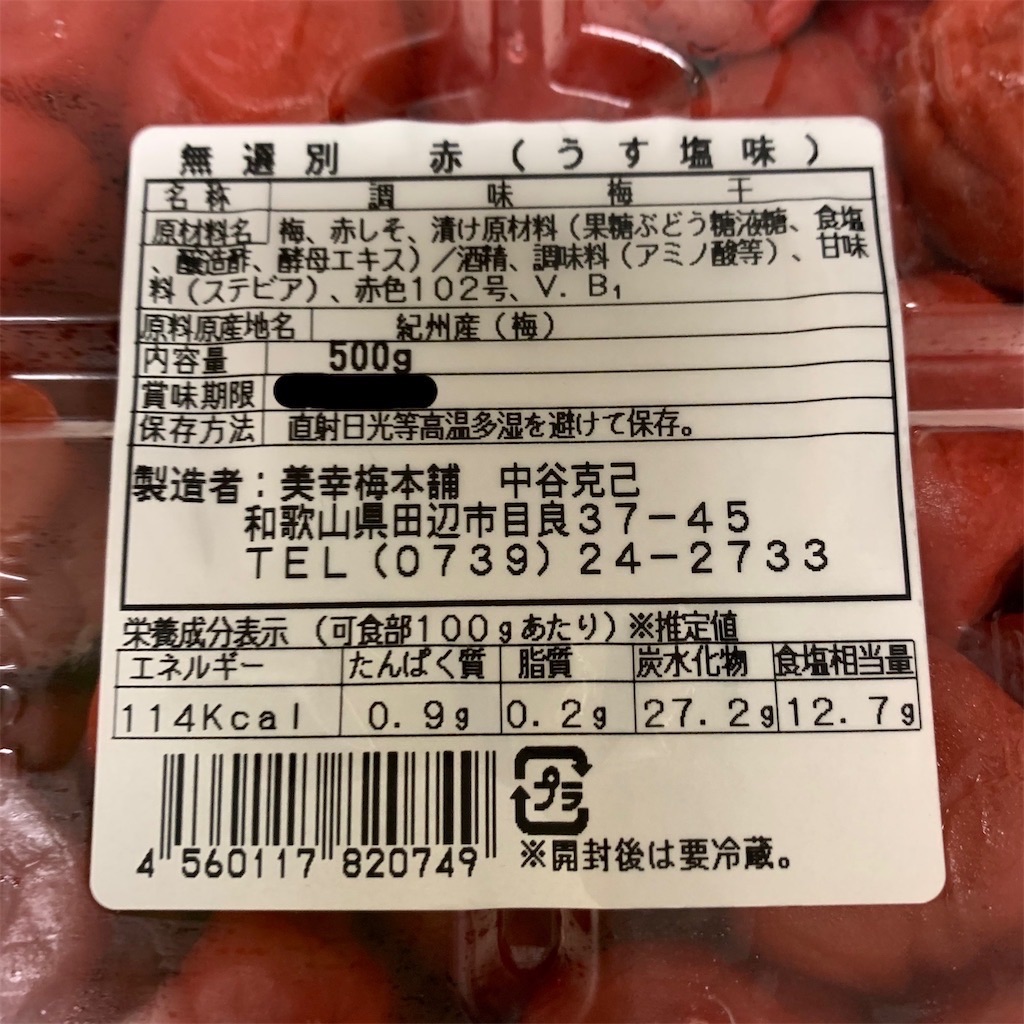 無選別　赤（うす塩味）
名称　調味梅干
原材料名　梅、赤しそ、漬け原材料（果糖ぶどう糖液糖、食塩
、醸造酢、酵母エキス）／酒精、調味料（アミノ酸等）、甘味
料（ステビア）、赤色１０２号、Ｖ．Ｂ₁
原料原産地名　紀州産（梅）
内容量　500g
賞味期限
保存方法　直射日光等高温多湿を避けて保存。
製造者：美幸梅本舗　中谷克己
和歌山県田辺市目良３７－４５
ＴＥＬ（０７３９）２４－２７３３
栄養成分表示（可食部１００ｇあたり）※推定値
エネルギー　たんぱく質　脂質　炭水化物　食塩相当量
114Kcal　0.9g　0.2g　27.2g　12.7g
プラ
4 560117 820749
※開封後は要冷蔵。